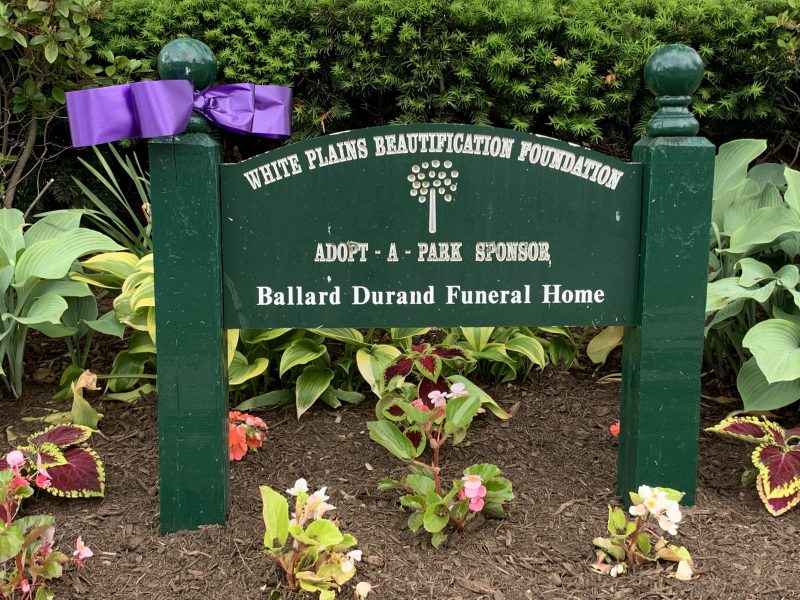 White Plains Beautification Foundation
Adopt - A - Park Sponsor
Ballard Durand Funeral Home